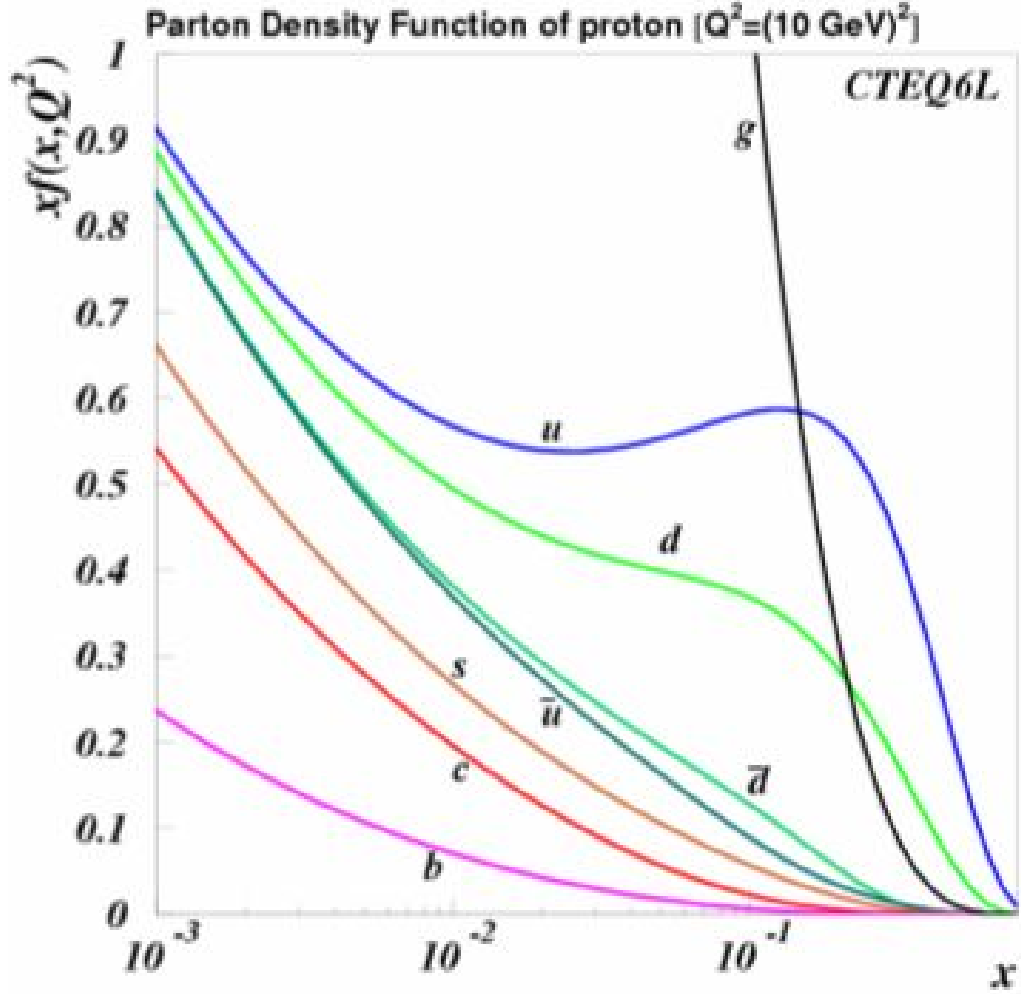 Parton Density Function of proton [Q²=(10 GeV)²]
xf(x,Q²)
CTEQ6L
1
0.9
0.8
0.7
0.6
0.5
0.4
0.3
0.2
0.1
0
g
u
d
s
ū
c
d̄
b
10⁻³
10⁻²
10⁻¹
x